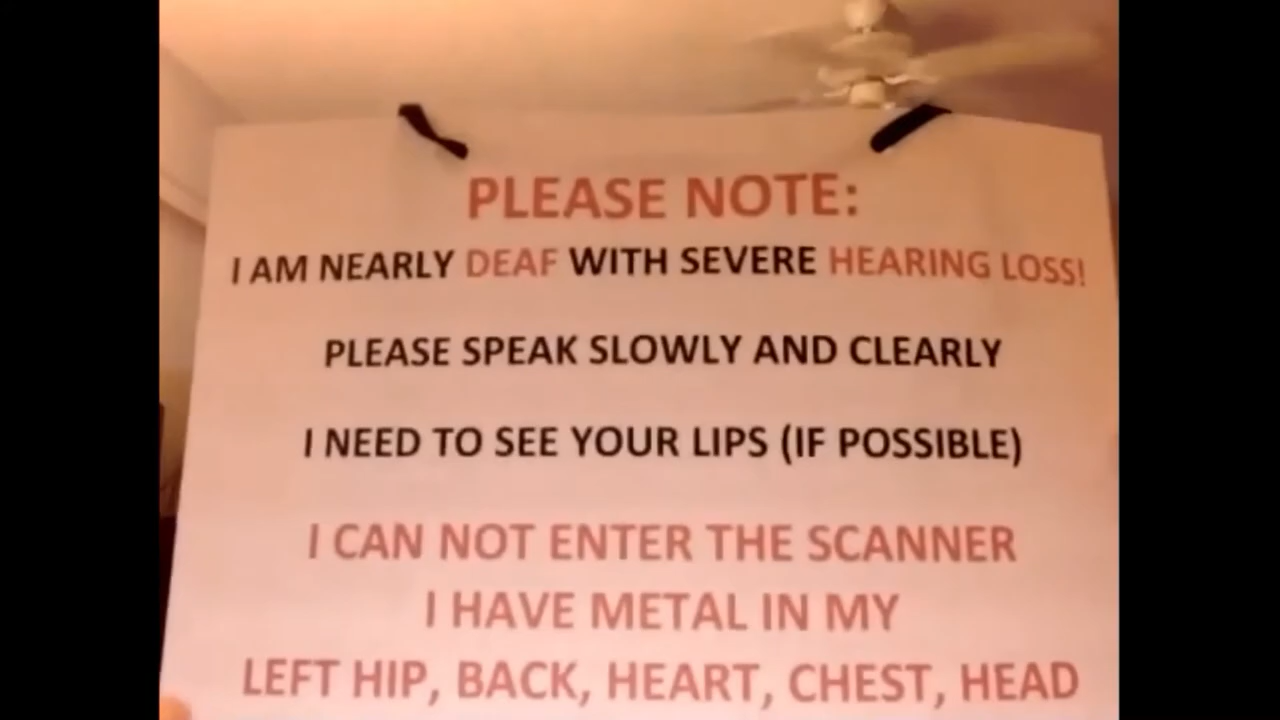 PLEASE NOTE:
I AM NEARLY DEAF WITH SEVERE HEARING LOSS!
PLEASE SPEAK SLOWLY AND CLEARLY
I NEED TO SEE YOUR LIPS (IF POSSIBLE)
I CAN NOT ENTER THE SCANNER
I HAVE METAL IN MY
LEFT HIP, BACK, HEART, CHEST, HEAD